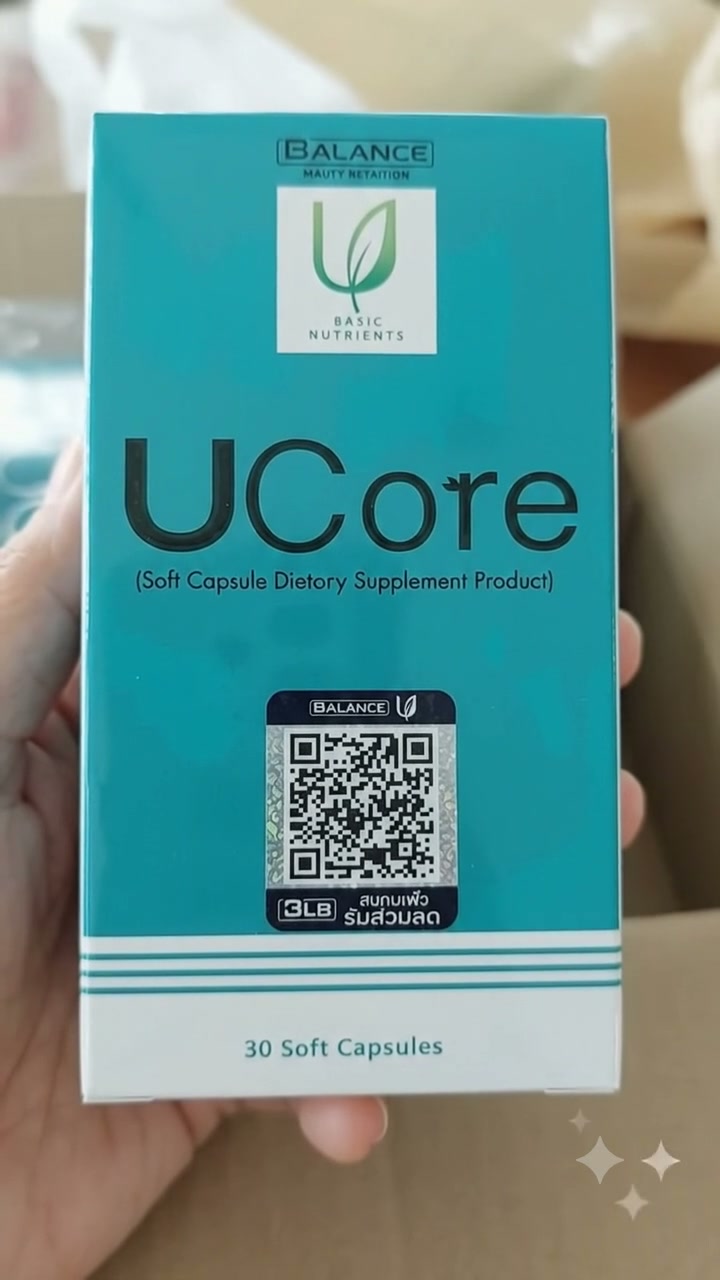 BALANCE
MAUTY NETAITION
BASIC
NUTRIENTS
UCore
(Soft Capsule Dietory Supplement Product)
BALANCE
3LB
สบกบเฟ้ว
รัมส่วมลด
30 Soft Capsules